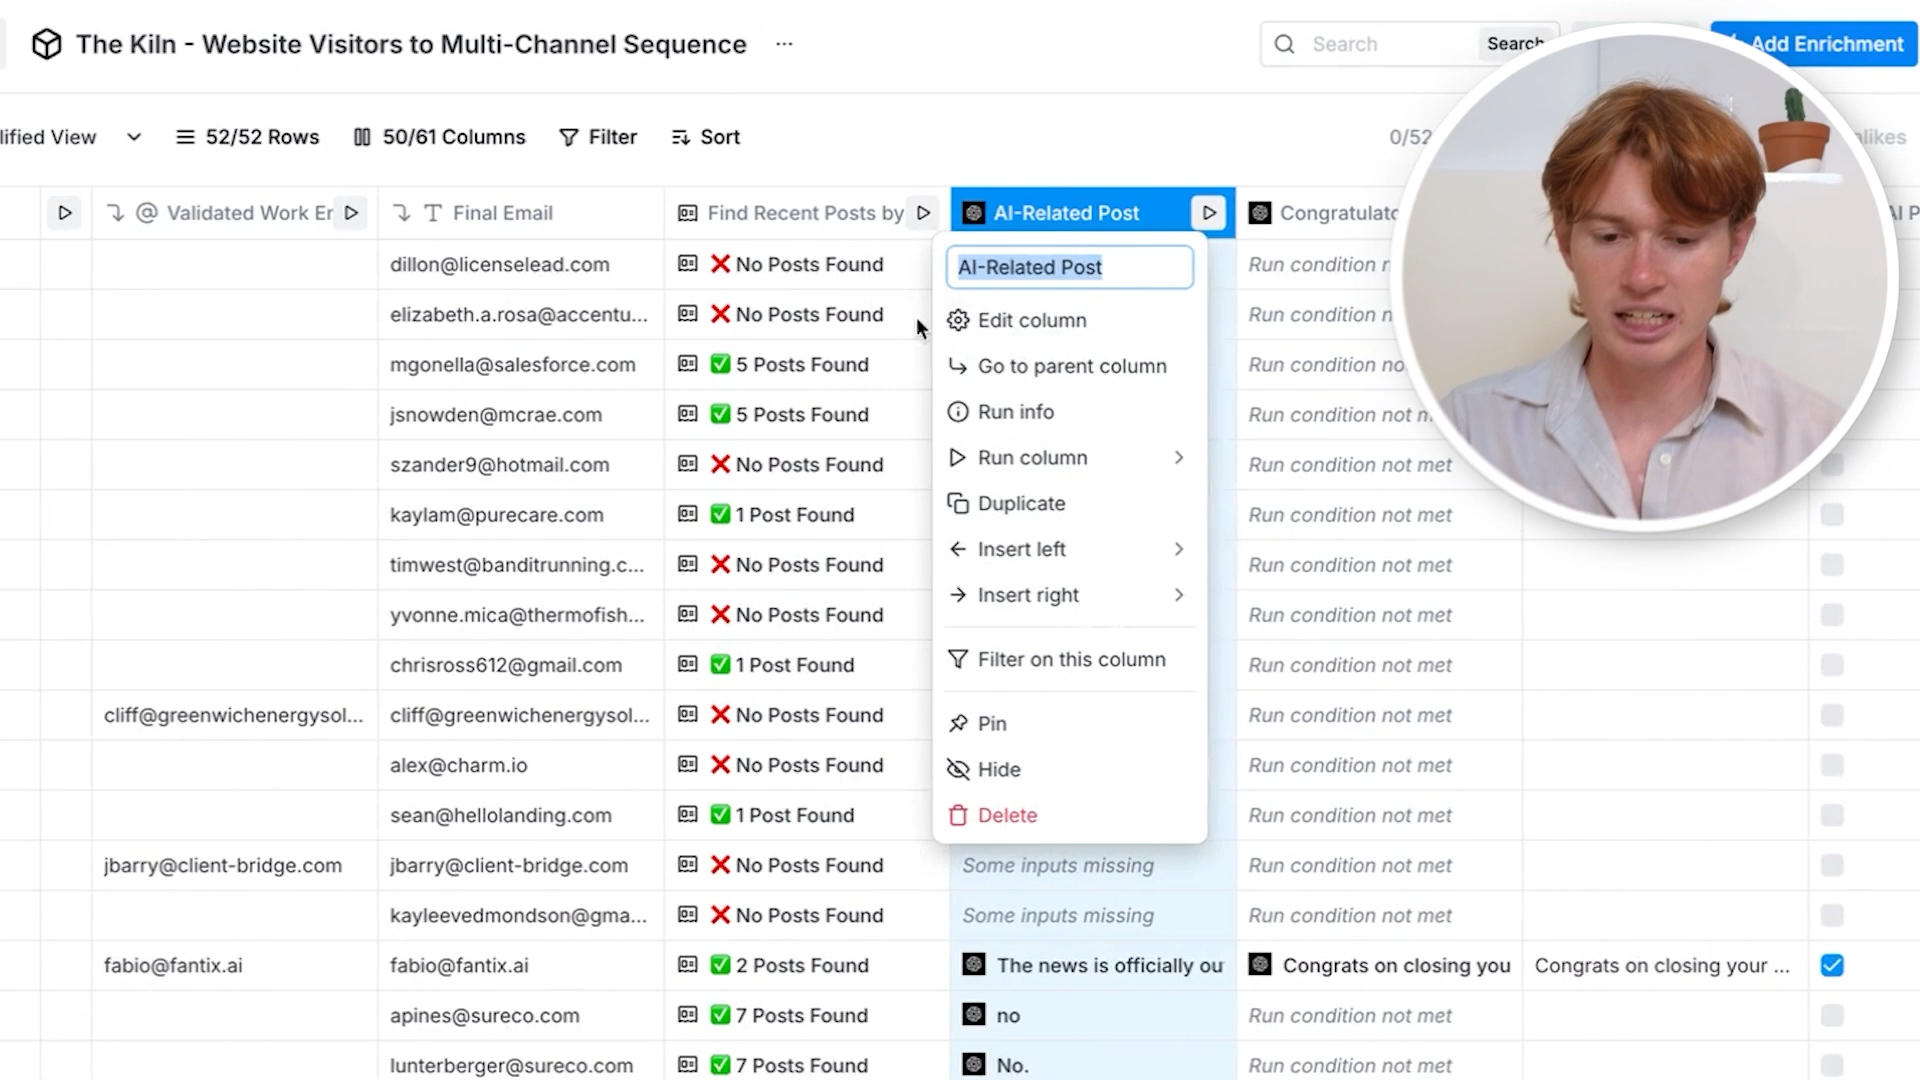 The Kiln - Website Visitors to Multi-Channel Sequence ...
Search Search Add Enrichment
lified View 52/52 Rows 50/61 Columns Filter Sort 0/52 likes
@ Validated Work Er T Final Email Find Recent Posts by AI-Related Post Congratulato AI P
dillon@licenselead.com ❌ No Posts Found AI-Related Post Run condition n
elizabeth.a.rosa@accentu... ❌ No Posts Found Edit column Run condition n
mgonella@salesforce.com ✅ 5 Posts Found Go to parent column Run condition no
jsnowden@mcrae.com ✅ 5 Posts Found Run info Run condition not m
szander9@hotmail.com ❌ No Posts Found Run column Run condition not met
kaylam@purecare.com ✅ 1 Post Found Duplicate Run condition not met
timwest@banditrunning.c... ❌ No Posts Found Insert left Run condition not met
yvonne.mica@thermofish... ❌ No Posts Found Insert right Run condition not met
chrisross612@gmail.com ✅ 1 Post Found Filter on this column Run condition not met
cliff@greenwichenergysol... cliff@greenwichenergysol... ❌ No Posts Found Pin Run condition not met
alex@charm.io ❌ No Posts Found Hide Run condition not met
sean@hellolanding.com ✅ 1 Post Found Delete Run condition not met
jbarry@client-bridge.com jbarry@client-bridge.com ❌ No Posts Found Some inputs missing Run condition not met
kayleevedmondson@gma... ❌ No Posts Found Some inputs missing Run condition not met
fabio@fantix.ai fabio@fantix.ai ✅ 2 Posts Found The news is officially ou Congrats on closing you Congrats on closing your ...
apines@sureco.com ✅ 7 Posts Found no Run condition not met
lunterberger@sureco.com ✅ 7 Posts Found No. Run condition not met